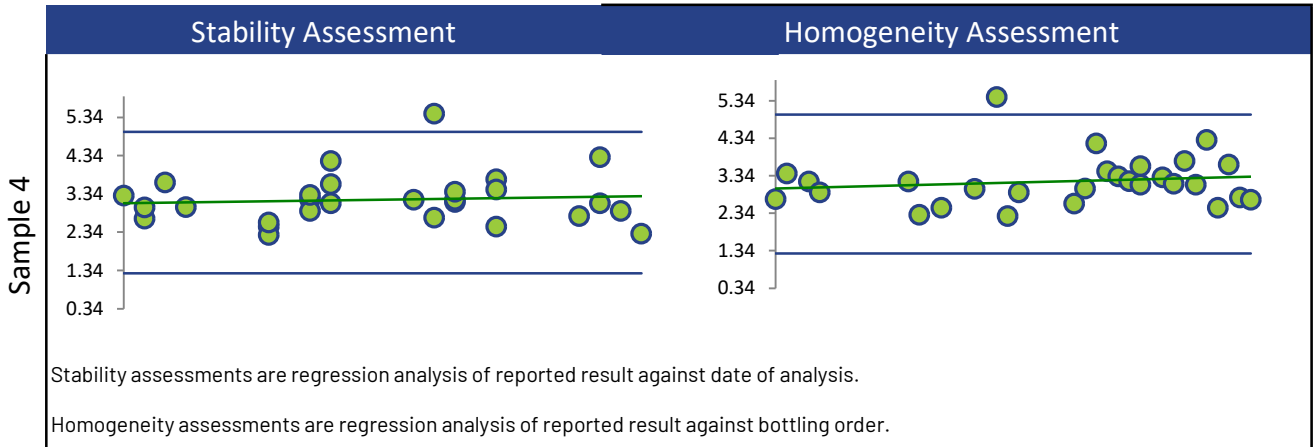 Stability Assessment
Homogeneity Assessment
Sample 4
5.34
4.34
3.34
2.34
1.34
0.34
5.34
4.34
3.34
2.34
1.34
0.34
Stability assessments are regression analysis of reported result against date of analysis.
Homogeneity assessments are regression analysis of reported result against bottling order.